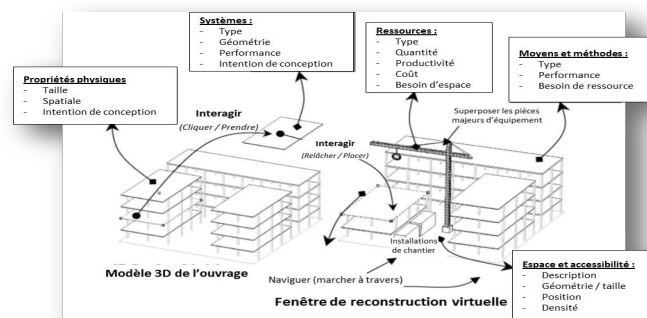 Systèmes :
- Type
- Géométrie
- Performance
- Intention de conception
Ressources :
- Type
- Quantité
- Productivité
- Coût
- Besoin d'espace
Moyens et méthodes :
- Type
- Performance
- Besoin de ressource
Propriétés physiques
- Taille
- Spatiale
- Intention de conception
Interagir
(Cliquer / Prendre)
Superposer les pièces
majeurs d'équipement
Interagir
(Relâcher / Placer)
Installations
de chantier
Modèle 3D de l'ouvrage
Naviguer (marcher à travers)
Fenêtre de reconstruction virtuelle
Espace et accessibilité :
- Description
- Géométrie / taille
- Position
- Densité